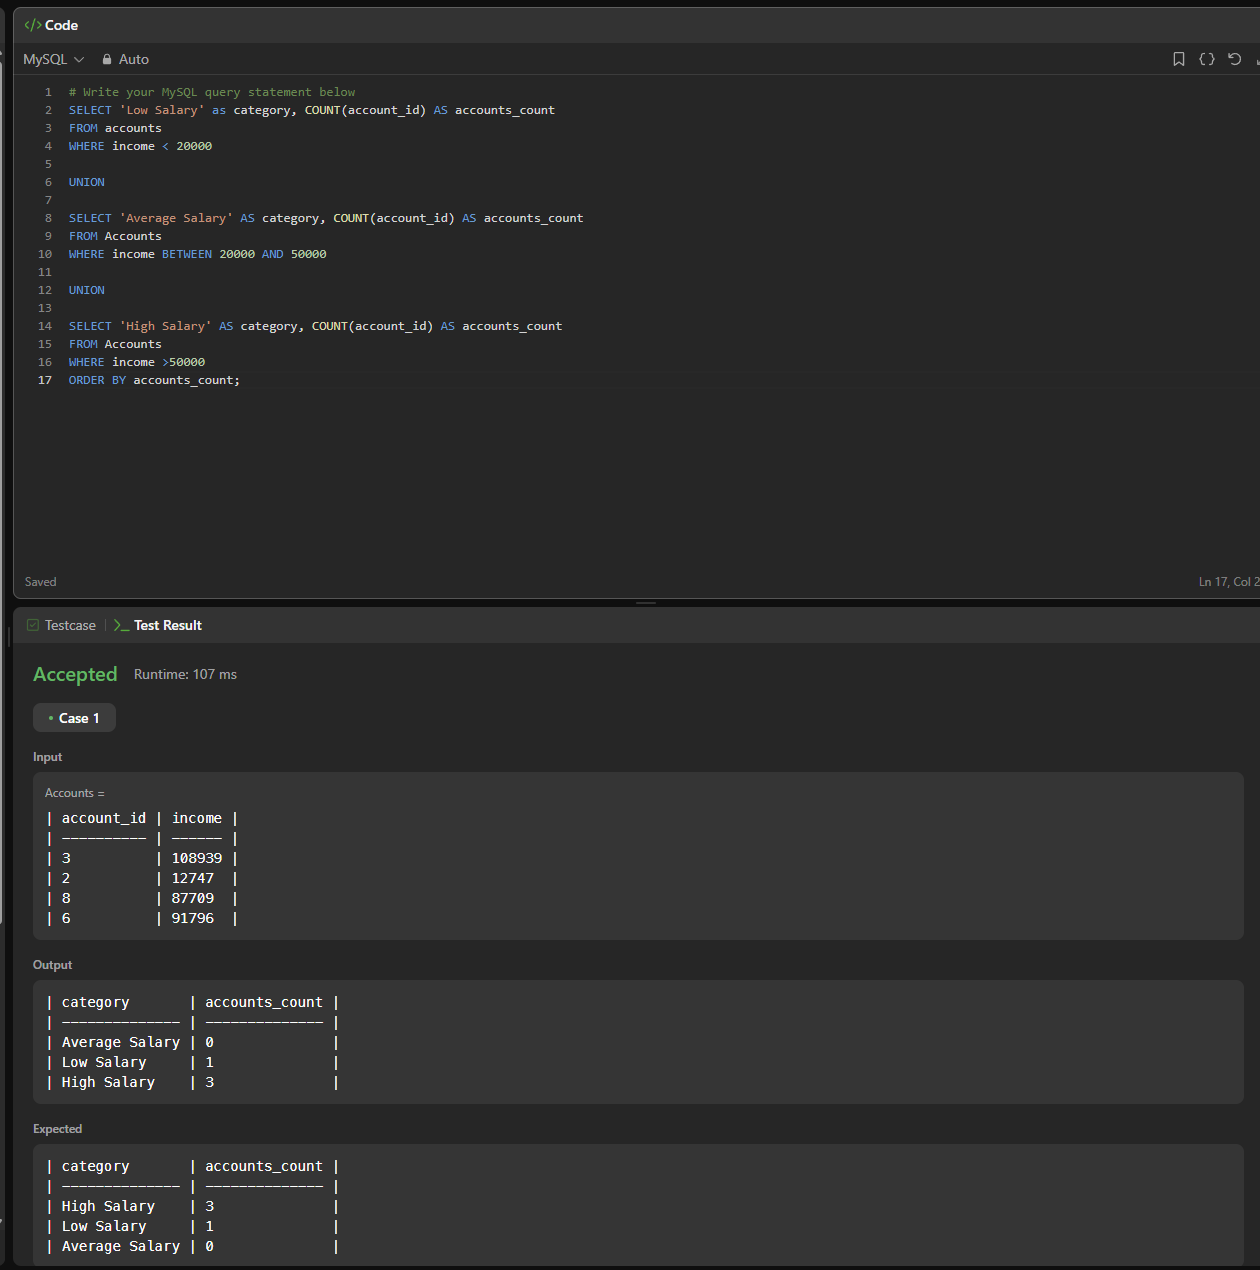 </> Code
MySQL Auto
1 # Write your MySQL query statement below
2 SELECT 'Low Salary' as category, COUNT(account_id) AS accounts_count
3 FROM accounts
4 WHERE income < 20000
5
6 UNION
7
8 SELECT 'Average Salary' AS category, COUNT(account_id) AS accounts_count
9 FROM Accounts
10 WHERE income BETWEEN 20000 AND 50000
11
12 UNION
13
14 SELECT 'High Salary' AS category, COUNT(account_id) AS accounts_count
15 FROM Accounts
16 WHERE income >50000
17 ORDER BY accounts_count;
Saved Ln 17, Col 2
Testcase | >_ Test Result
Accepted Runtime: 107 ms
• Case 1
Input
Accounts =
| account_id | income |
| ---------- | ------ |
| 3 | 108939 |
| 2 | 12747 |
| 8 | 87709 |
| 6 | 91796 |
Output
| category | accounts_count |
| -------------- | -------------- |
| Average Salary | 0 |
| Low Salary | 1 |
| High Salary | 3 |
Expected
| category | accounts_count |
| -------------- | -------------- |
| High Salary | 3 |
| Low Salary | 1 |
| Average Salary | 0 |